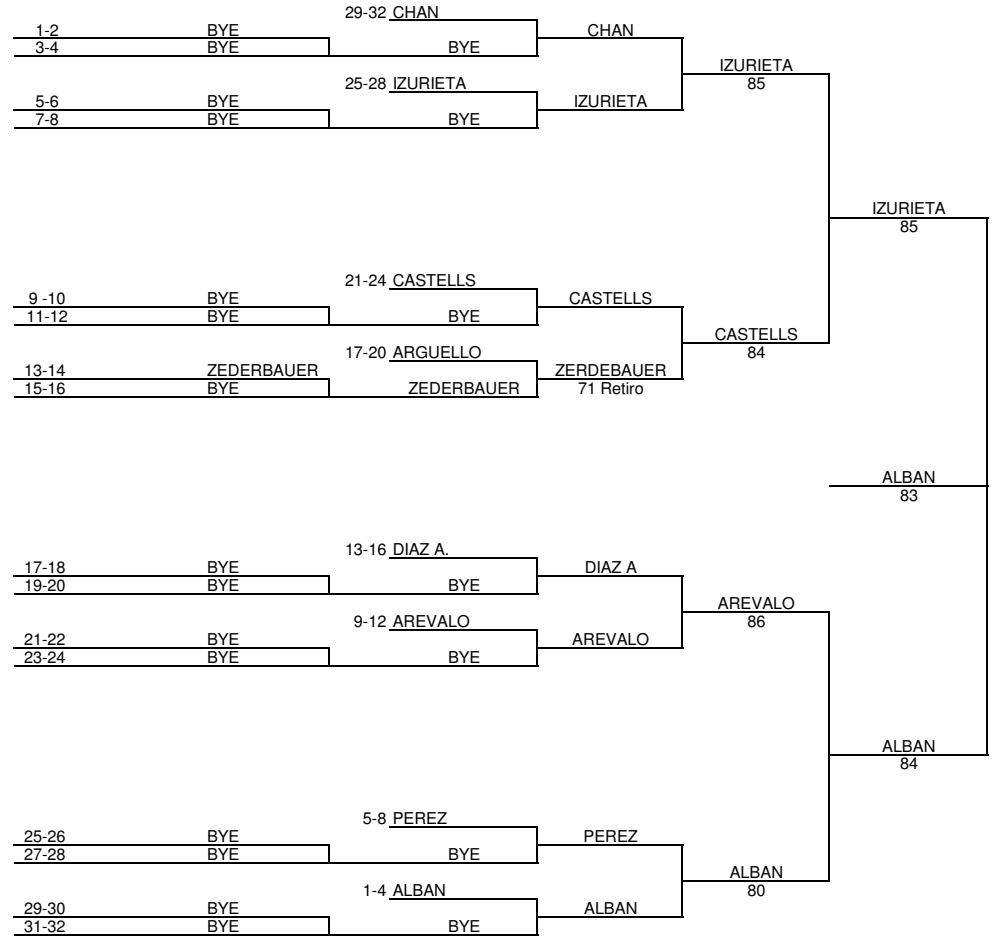 29-32 CHAN
1-2 BYE CHAN
3-4 BYE BYE
IZURIETA
25-28 IZURIETA 85
5-6 BYE IZURIETA
7-8 BYE BYE
IZURIETA
85
21-24 CASTELLS
9 -10 BYE CASTELLS
11-12 BYE BYE
CASTELLS
17-20 ARGUELLO 84
13-14 ZEDERBAUER ZERDEBAUER
15-16 BYE ZEDERBAUER 71 Retiro
ALBAN
83
13-16 DIAZ A.
17-18 BYE DIAZ A
19-20 BYE BYE
AREVALO
9-12 AREVALO 86
21-22 BYE AREVALO
23-24 BYE BYE
ALBAN
84
5-8 PEREZ
25-26 BYE PEREZ
27-28 BYE BYE
ALBAN
1-4 ALBAN 80
29-30 BYE ALBAN
31-32 BYE BYE